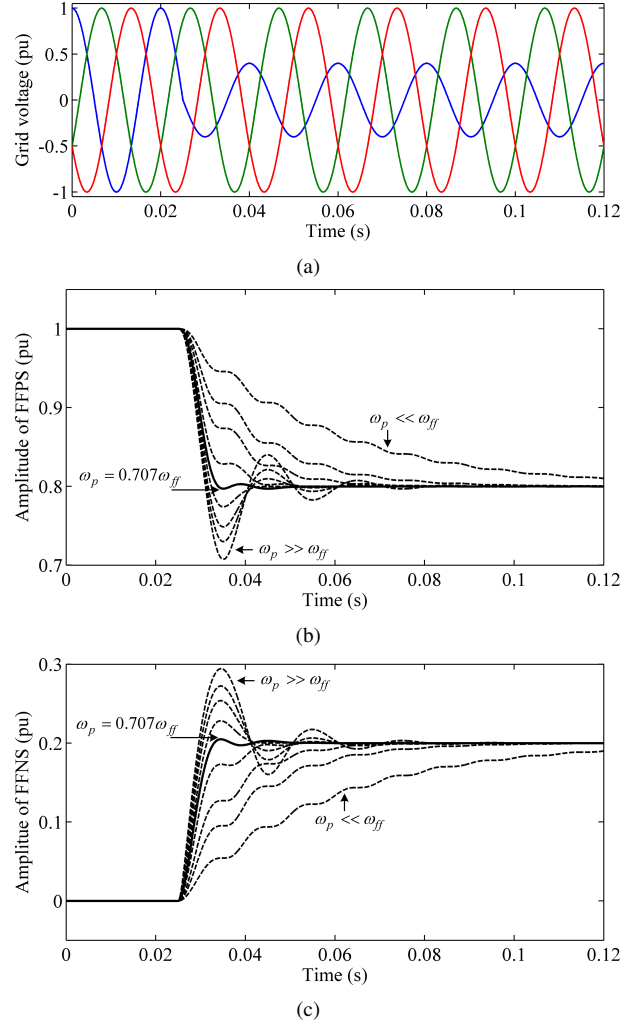 1
0.5
0
-0.5
-1
Grid voltage (pu)
0 0.02 0.04 0.06 0.08 0.1 0.12
Time (s)
(a)
1
0.9
0.8
0.7
Amplitude of FFPS (pu)
ωp << ωff
ωp = 0.707ωff
ωp >> ωff
0 0.02 0.04 0.06 0.08 0.1 0.12
Time (s)
(b)
0.3
0.2
0.1
0
Amplitue of FFNS (pu)
ωp >> ωff
ωp = 0.707ωff
ωp << ωff
0 0.02 0.04 0.06 0.08 0.1 0.12
Time (s)
(c)